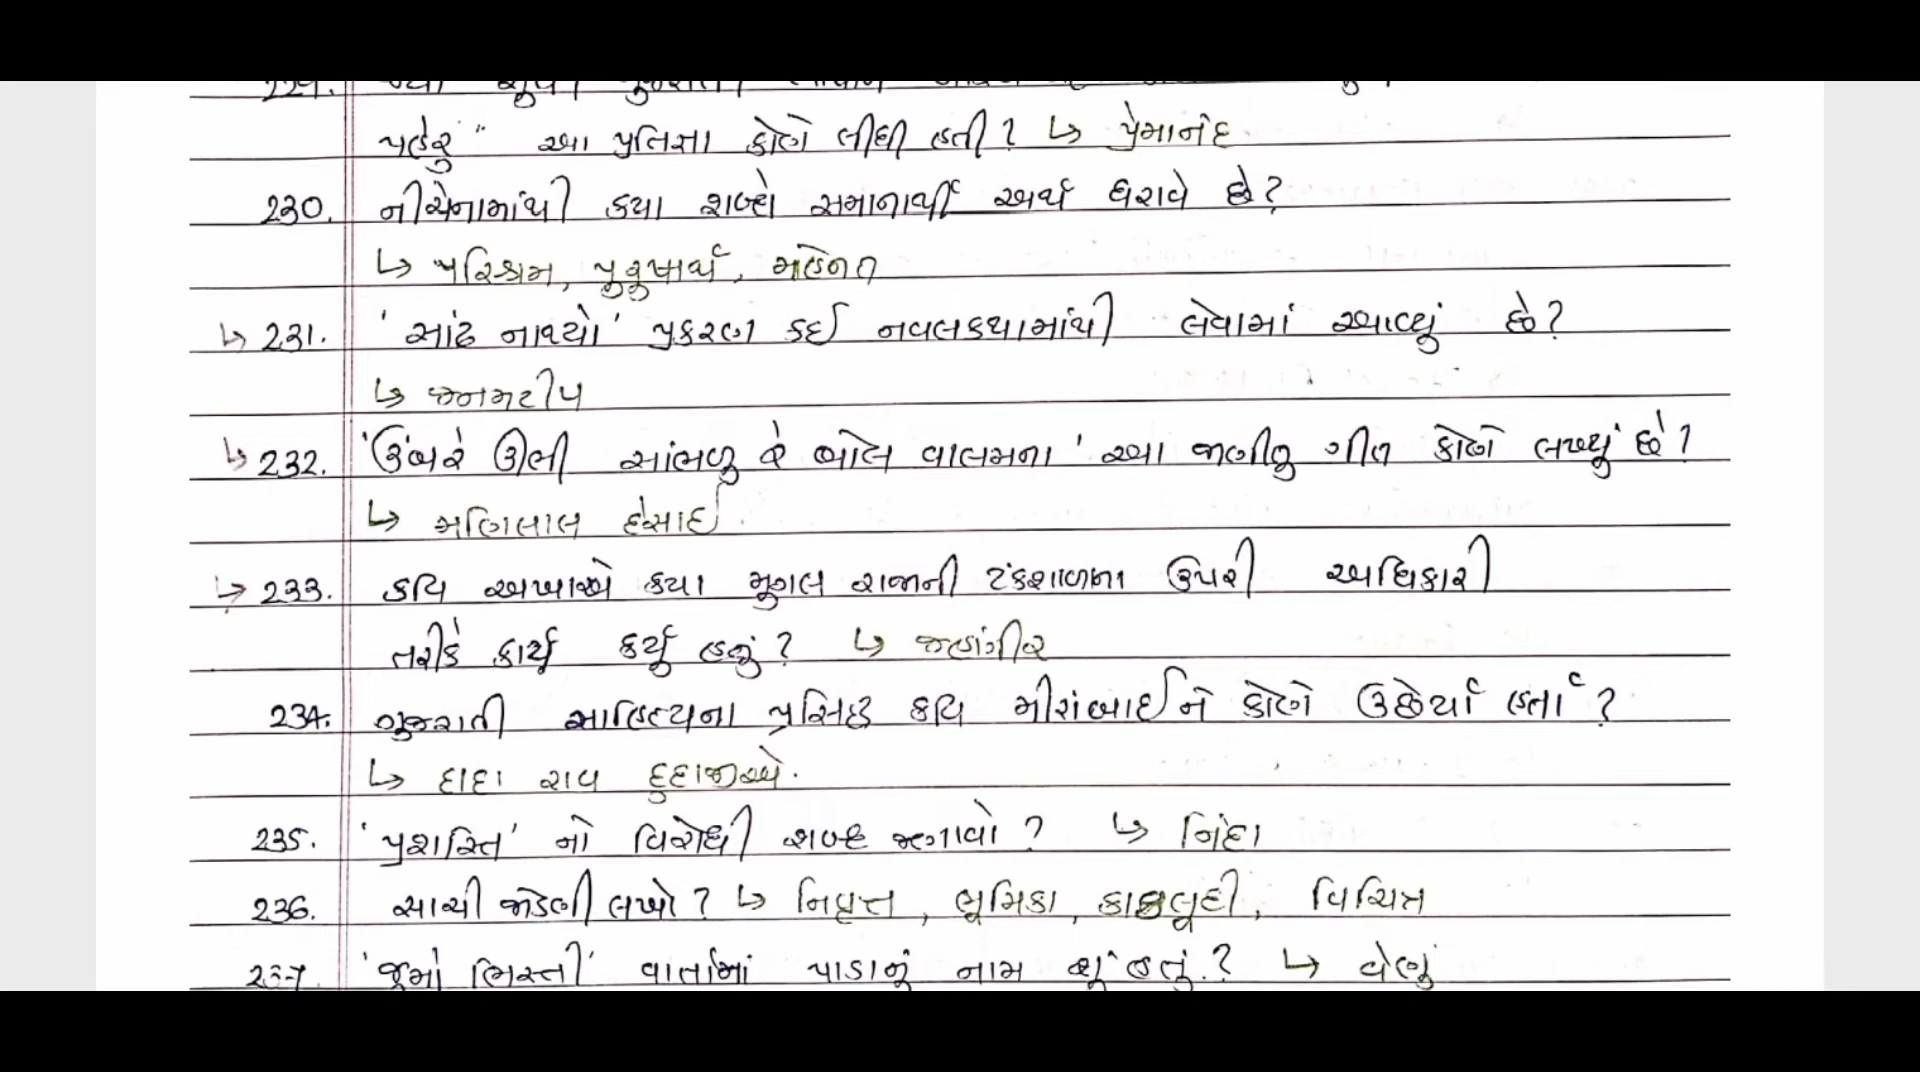 પહેરું" આ પ્રતિજ્ઞા કોણે લીધી હતી? ↳ પ્રેમાનંદ
230. નીચેનામાંથી કયા શબ્દો સમાનાર્થી અર્થ ધરાવે છે?
↳ પરિશ્રમ, પુરુષાર્થ, મહેનત
↳ 231. 'સાંઢ નાથ્યો' પ્રકરણ કઈ નવલકથામાંથી લેવામાં આવ્યું છે?
↳ જનમટીપ
↳ 232. 'ઉંબરે ઊભી સાંભળુ રે બોલ વાલમના' આ જાણીતુ ગીત કોણે લખ્યું છે?
↳ મણિલાલ દેસાઈ.
↳ 233. કવિ અખાએ કયા મુગલ રાજાની ટંકશાળના ઉપરી અધિકારી
તરીકે કાર્ય કર્યું હતું? ↳ જહાંગીર
234. ગુજરાતી સાહિત્યના પ્રસિદ્ધ કવિ મીરાંબાઈને કોણે ઉછેર્યા હતાં?
↳ દાદા રાવ દુદાજીએ.
235. 'પ્રશસ્તિ' નો વિરોધી શબ્દ જણાવો? ↳ નિંદા
236. સાચી જોડણી લખો? ↳ નિવૃત્ત, ભૂમિકા, વિચિત્ર
237. 'જુમો ભિસ્તી' વાર્તામાં પાડાનું નામ શું હતું? ↳ વેણું